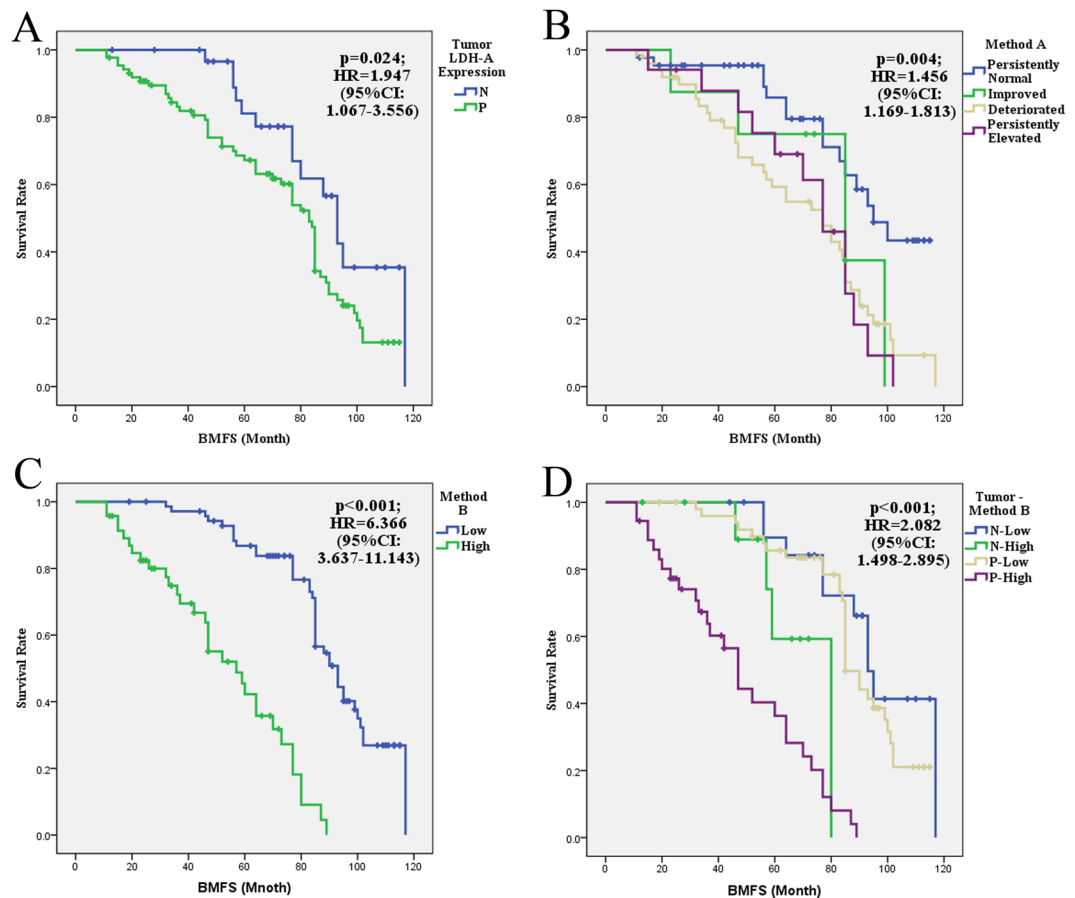 A
p=0.024;
HR=1.947
(95%CI:
1.067-3.556)
Tumor
LDH-A
Expression
N
P
1.0
0.8
0.6
0.4
0.2
0.0
Survival Rate
0 20 40 60 80 100 120
BMFS (Month)
B
p=0.004;
HR=1.456
(95%CI:
1.169-1.813)
Method A
Persistently
Normal
Improved
Deteriorated
Persistently
Elevated
1.0
0.8
0.6
0.4
0.2
0.0
Survival Rate
0 20 40 60 80 100 120
BMFS (Month)
C
p<0.001;
HR=6.366
(95%CI:
3.637-11.143)
Method
B
Low
High
1.0
0.8
0.6
0.4
0.2
0.0
Survival Rate
0 20 40 60 80 100 120
BMFS (Mnoth)
D
p<0.001;
HR=2.082
(95%CI:
1.498-2.895)
Tumor -
Method B
N-Low
N-High
P-Low
P-High
1.0
0.8
0.6
0.4
0.2
0.0
Survival Rate
0 20 40 60 80 100 120
BMFS (Month)